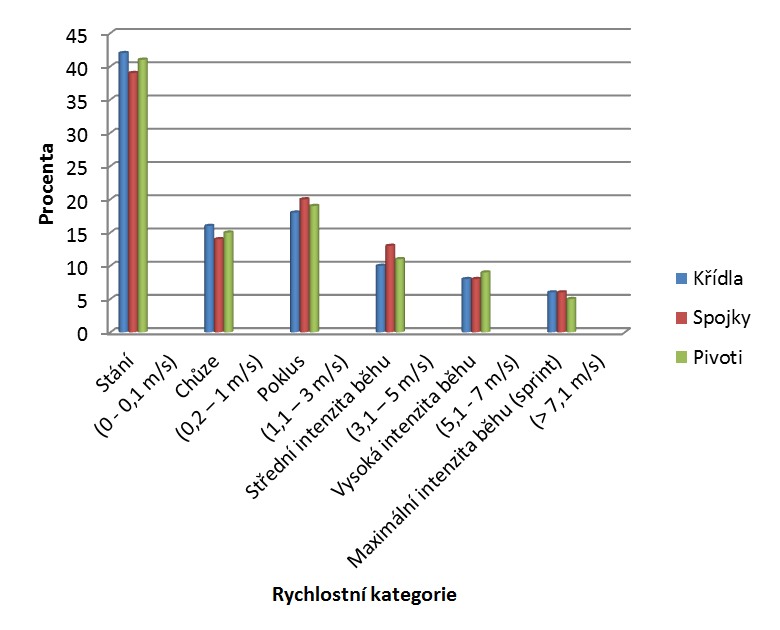 45
40
35
30
25
20
15
10
5
0
Procenta
Stání
(0 - 0,1 m/s)
Chůze
(0,2 – 1 m/s)
Poklus
(1,1 – 3 m/s)
Střední intenzita běhu
(3,1 – 5 m/s)
Vysoká intenzita běhu
(5,1 - 7 m/s)
Maximální intenzita běhu (sprint)
(> 7,1 m/s)
Rychlostní kategorie
Křídla
Spojky
Pivoti